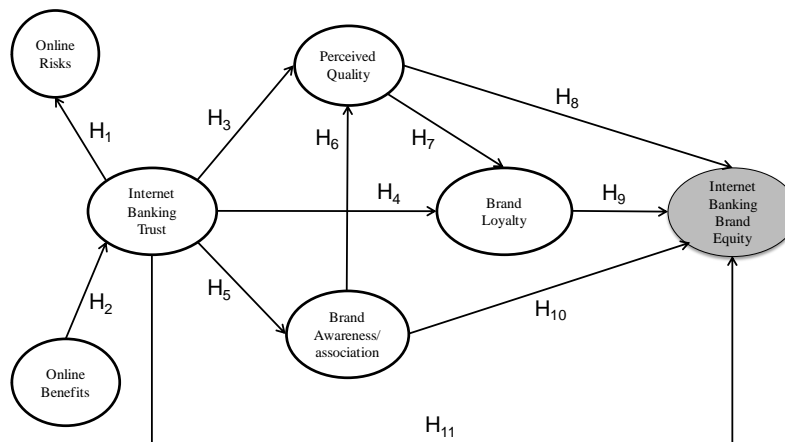 Online
Risks
Perceived
Quality
H8
H1
H3
H6
H7
Internet
Banking
Trust
H4
Brand
Loyalty
H9
Internet
Banking
Brand
Equity
H2
H5
Brand
Awareness/
association
H10
Online
Benefits
H11